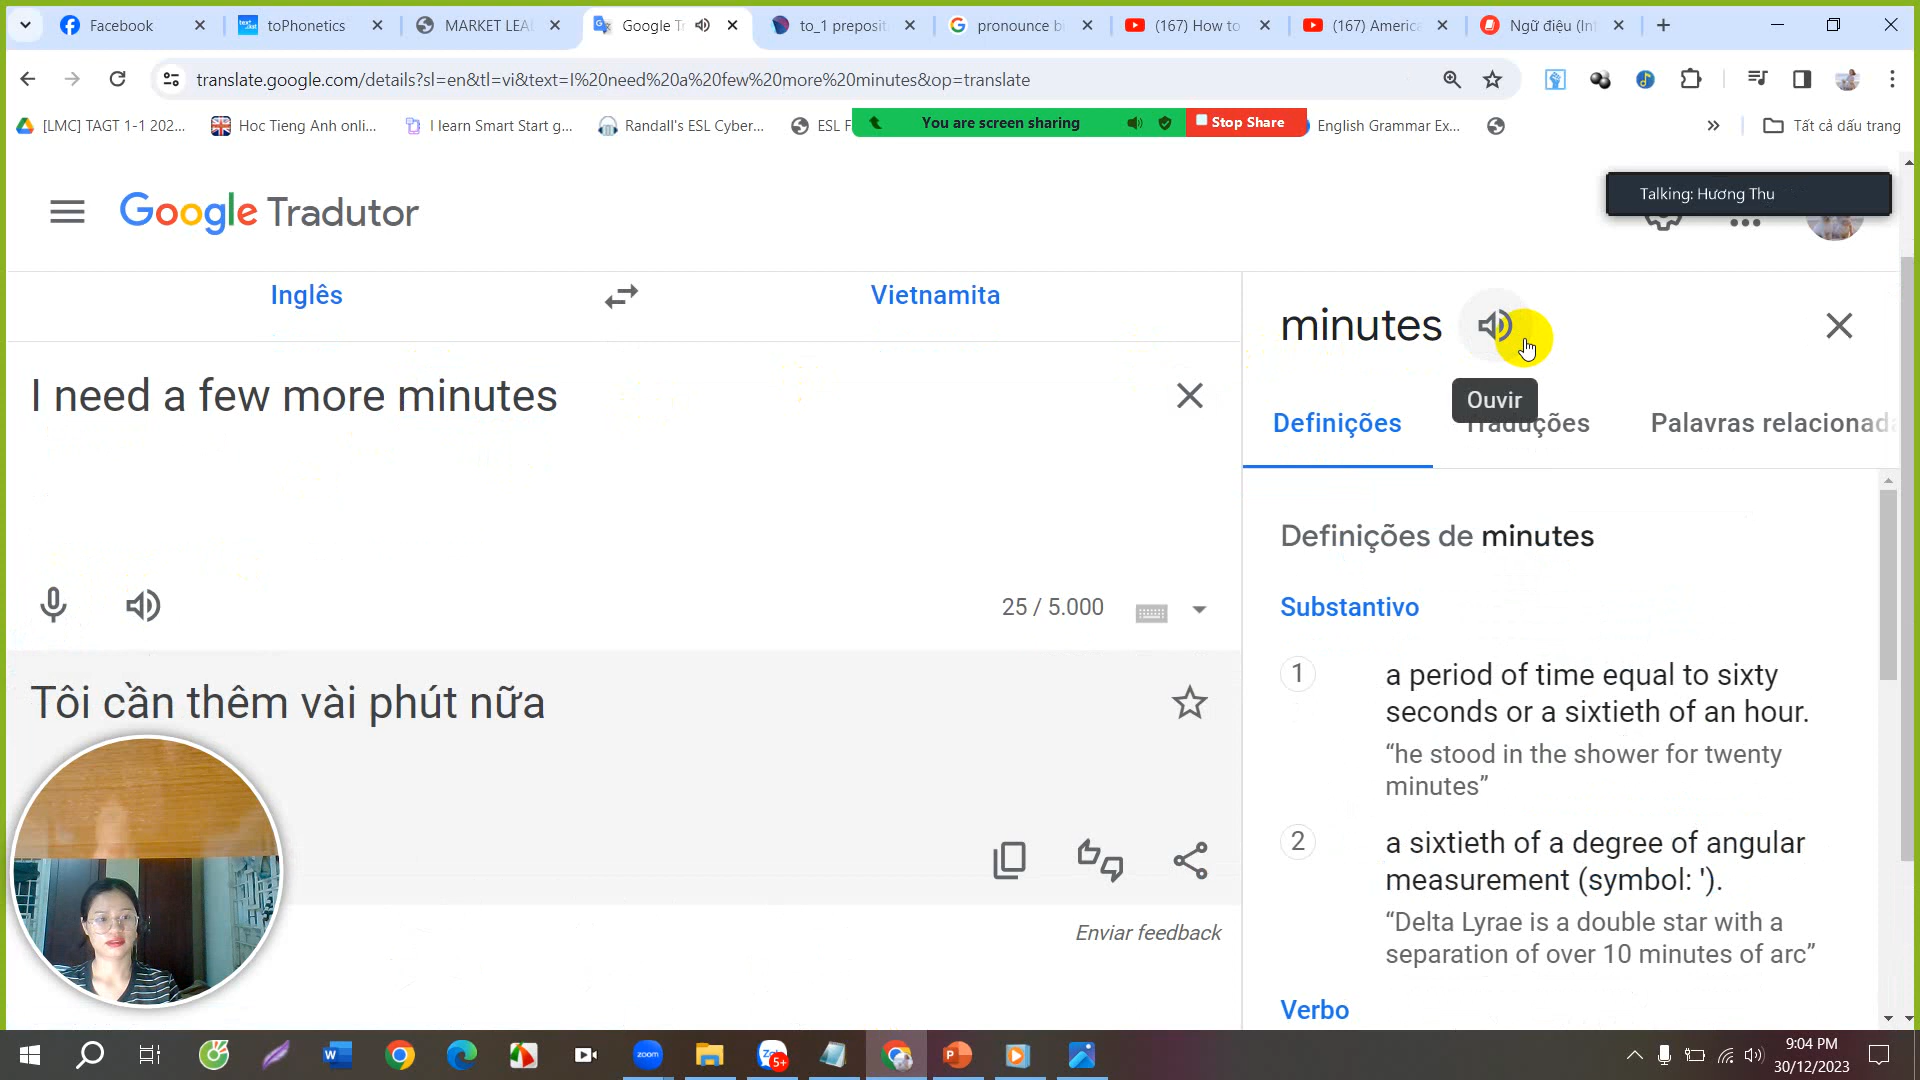 Facebook
toPhonetics
MARKET LEA
Google Tr
to_1 preposit
pronounce b
(167) How to
(167) America
Ngữ điệu (Int
translate.google.com/details?sl=en&tl=vi&text=I%20need%20a%20few%20more%20minutes&op=translate
[LMC] TAGT 1-1 202...
Hoc Tieng Anh onli...
I learn Smart Start g...
Randall's ESL Cyber...
ESL F
You are screen sharing
Stop Share
English Grammar Ex...
Tất cả dấu trang
Talking: Hương Thu
Google Tradutor
Inglês
Vietnamita
minutes
I need a few more minutes
Ouvir
Definições
Traduções
Palavras relacionada
Definições de minutes
25 / 5.000
Substantivo
1
a period of time equal to sixty
seconds or a sixtieth of an hour.
“he stood in the shower for twenty
minutes”
Tôi cần thêm vài phút nữa
2
a sixtieth of a degree of angular
measurement (symbol: ').
“Delta Lyrae is a double star with a
separation of over 10 minutes of arc”
Enviar feedback
Verbo
zoom
5+
9:04 PM
30/12/2023